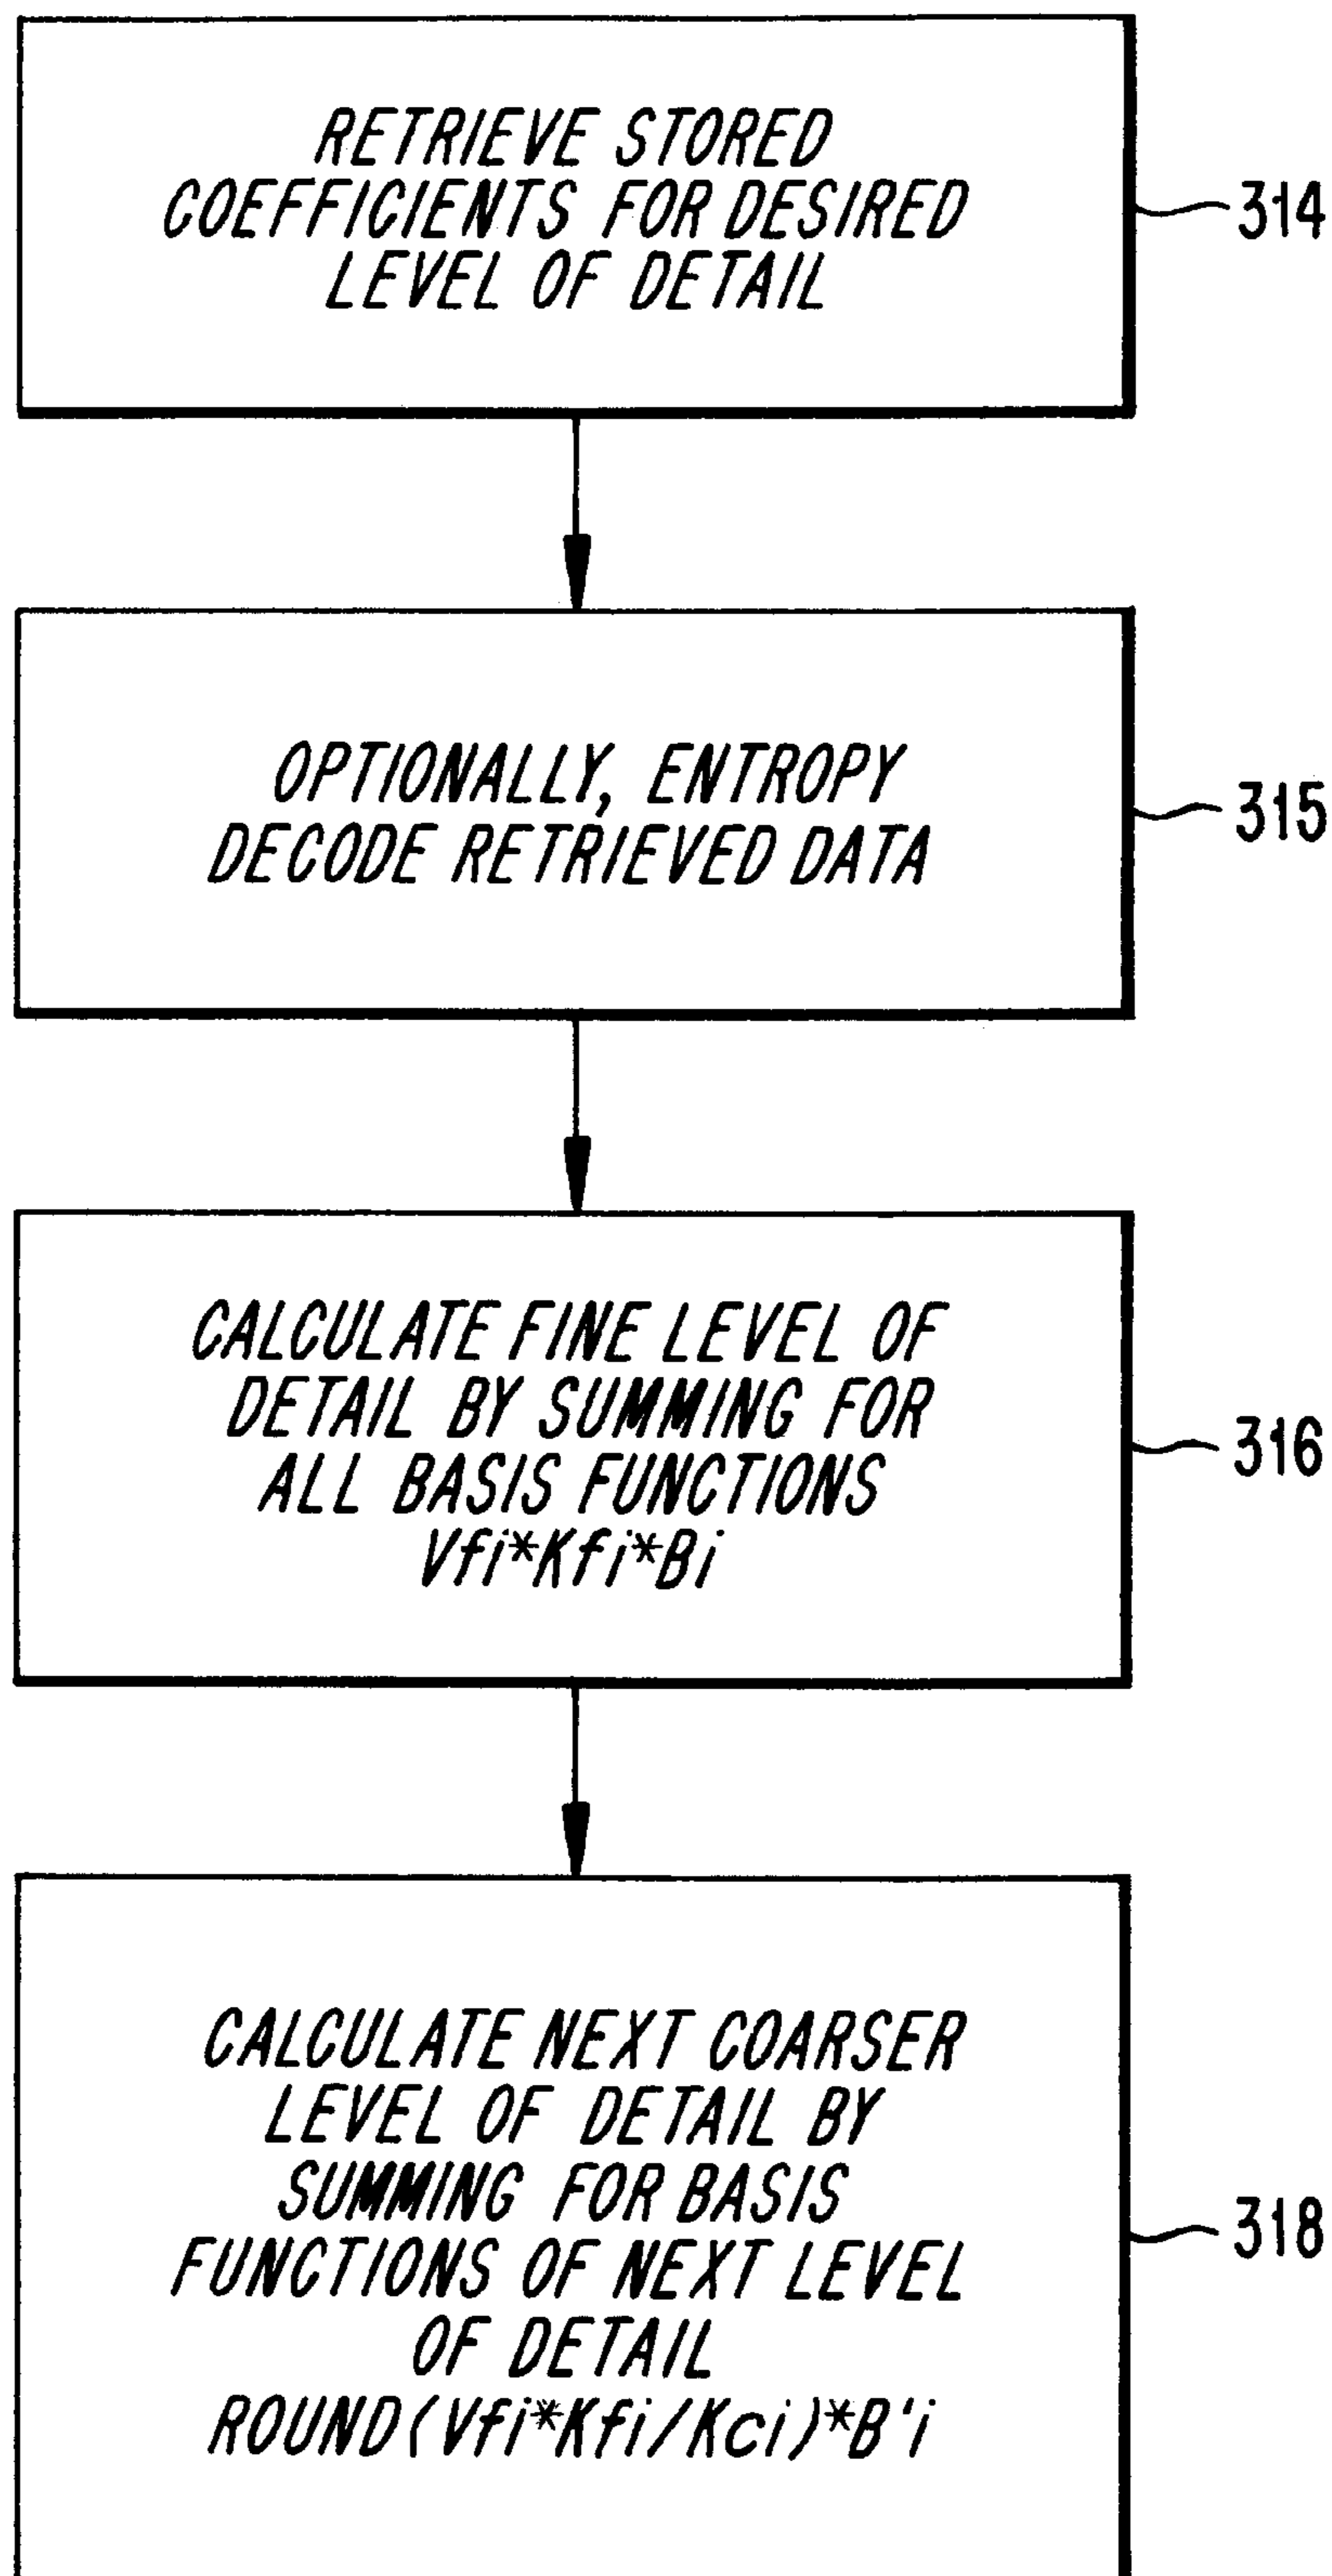 RETRIEVE STORED
COEFFICIENTS FOR DESIRED
LEVEL OF DETAIL
314
OPTIONALLY, ENTROPY
DECODE RETRIEVED DATA
315
CALCULATE FINE LEVEL OF
DETAIL BY SUMMING FOR
ALL BASIS FUNCTIONS
Vfi*Kfi*Bi
316
CALCULATE NEXT COARSER
LEVEL OF DETAIL BY
SUMMING FOR BASIS
FUNCTIONS OF NEXT LEVEL
OF DETAIL
ROUND(Vfi*Kfi/Kci)*B'i
318